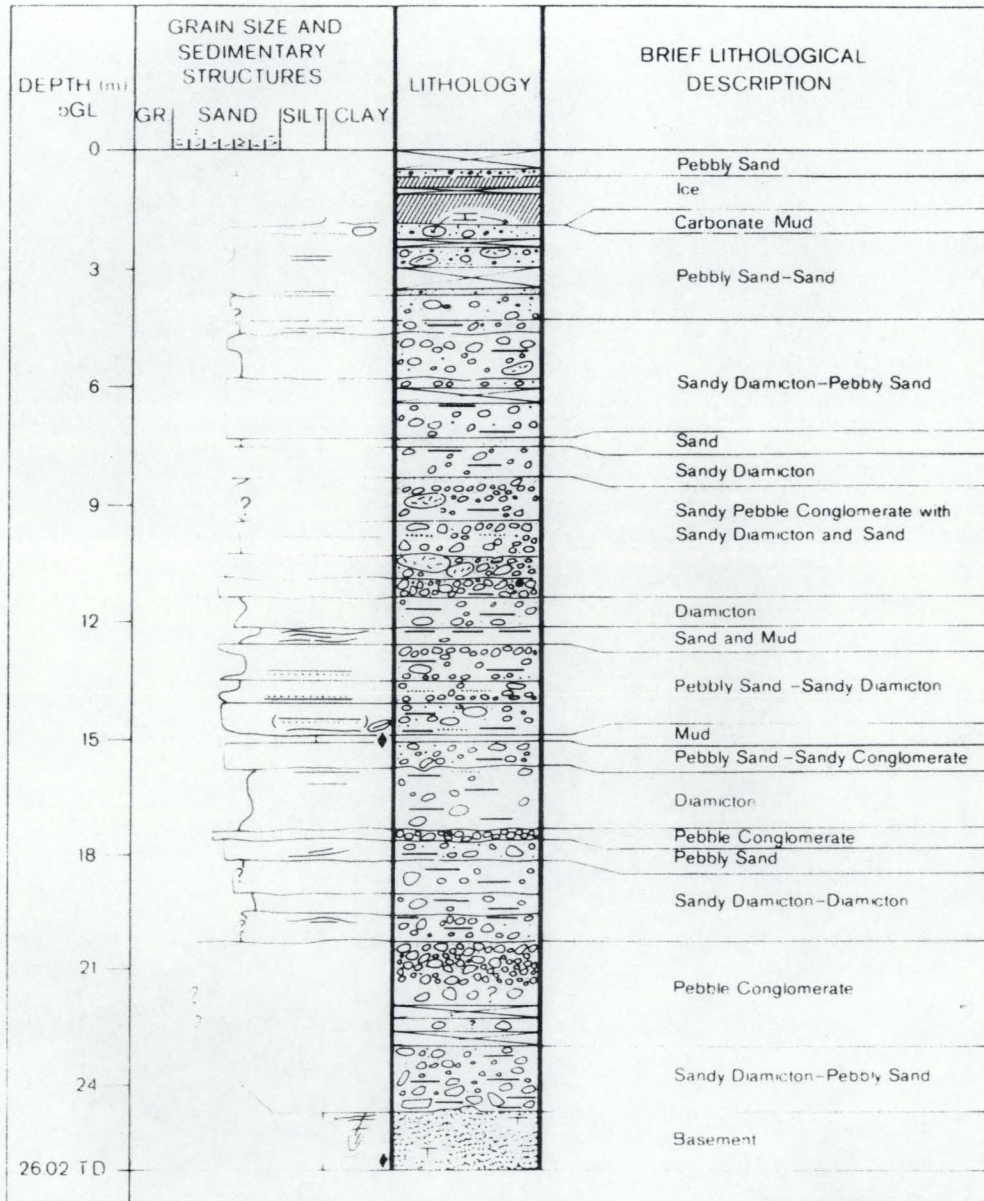 DEPTH (m)
bGL
GRAIN SIZE AND
SEDIMENTARY
STRUCTURES
GR. SAND SILT CLAY
LITHOLOGY
BRIEF LITHOLOGICAL
DESCRIPTION
0
3
6
9
12
15
18
21
24
26.02 TD
?
?
?
?
?
?
?
Pebbly Sand
Ice
Carbonate Mud
Pebbly Sand-Sand
Sandy Diamicton-Pebbly Sand
Sand
Sandy Diamicton
Sandy Pebble Conglomerate with
Sandy Diamicton and Sand
Diamicton
Sand and Mud
Pebbly Sand -Sandy Diamicton
Mud
Pebbly Sand -Sandy Conglomerate
Diamicton
Pebble Conglomerate
Pebbly Sand
Sandy Diamicton-Diamicton
Pebble Conglomerate
Sandy Diamicton-Pebbly Sand
Basement